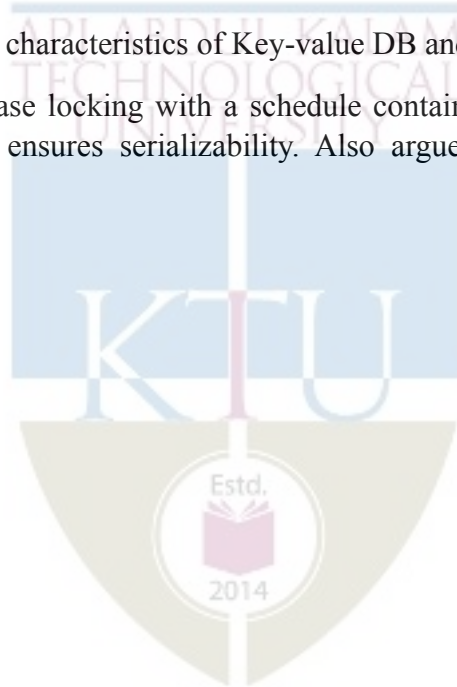 APJ ABDUL KALAM
characteristics of Key-value DB and
TECHNOLOGICAL
ase locking with a schedule contain
UNIVERSITY
ensures serializability. Also argue
KTU
Estd.
2014